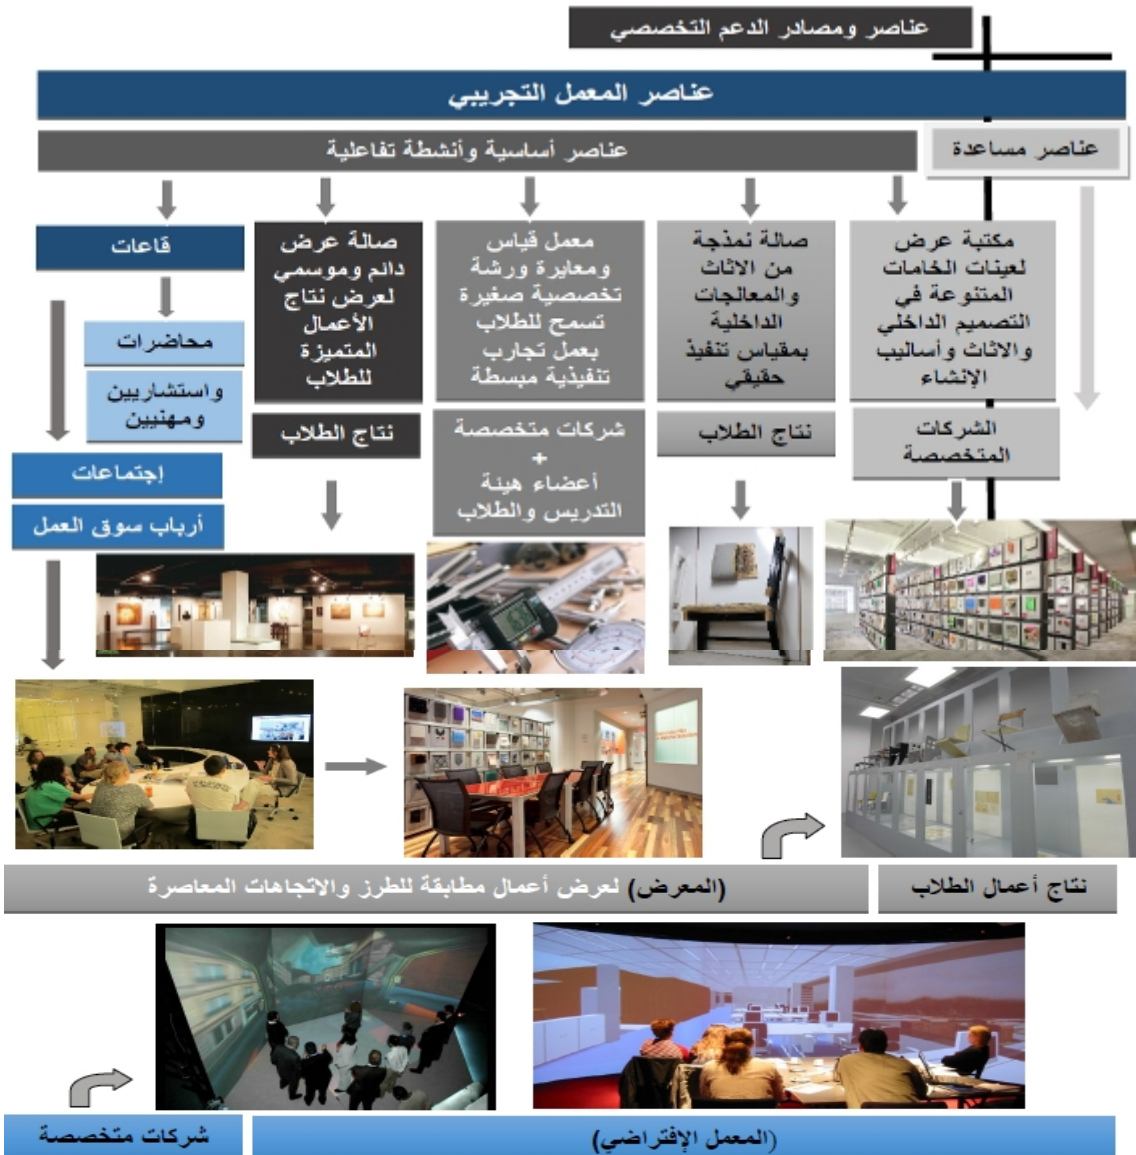 عناصر ومصادر الدعم التخصصي
عناصر المعمل التجريبي
عناصر مساعدة
عناصر أساسية وأنشطة تفاعلية
مكتبة عرض
لعينات الخامات
المتنوعة في
التصميم الداخلي
والاثاث وأساليب
الإنشاء
الشركات
المتخصصة
صالة نمذجة
من الاثاث
والمعالجات
الداخلية
بمقياس تنفيذ
حقيقي
نتاج الطلاب
معمل قياس
ومعايرة ورشة
تخصصية صغيرة
تسمح للطلاب
بعمل تجارب
تنفيذية مبسطة
شركات متخصصة
+
أعضاء هيئة
التدريس والطلاب
صالة عرض
دائم وموسمي
لعرض نتاج
الأعمال
المتميزة
للطلاب
نتاج الطلاب
قاعات
محاضرات
واستشاريين
ومهنيين
إجتماعات
أرباب سوق العمل
نتاج أعمال الطلاب
(المعرض) لعرض أعمال مطابقة للطرز والاتجاهات المعاصرة
(المعمل الإفتراضي)
شركات متخصصة